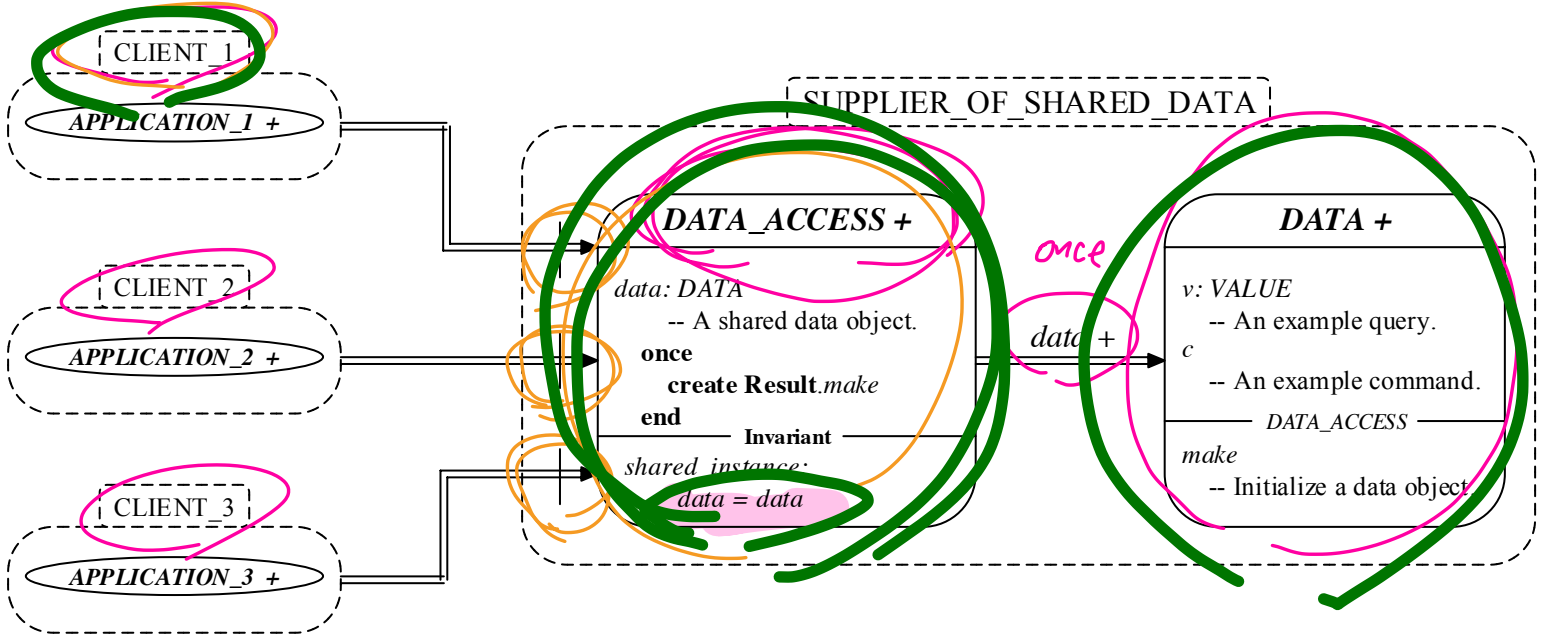 CLIENT_1
APPLICATION_1 +
CLIENT_2
APPLICATION_2 +
CLIENT_3
APPLICATION_3 +
SUPPLIER_OF_SHARED_DATA
DATA_ACCESS +
data: DATA
-- A shared data object.
once
create Result.make
end
Invariant
shared_instance:
data = data
once
data +
DATA +
v: VALUE
-- An example query.
c
-- An example command.
DATA_ACCESS
make
-- Initialize a data object.